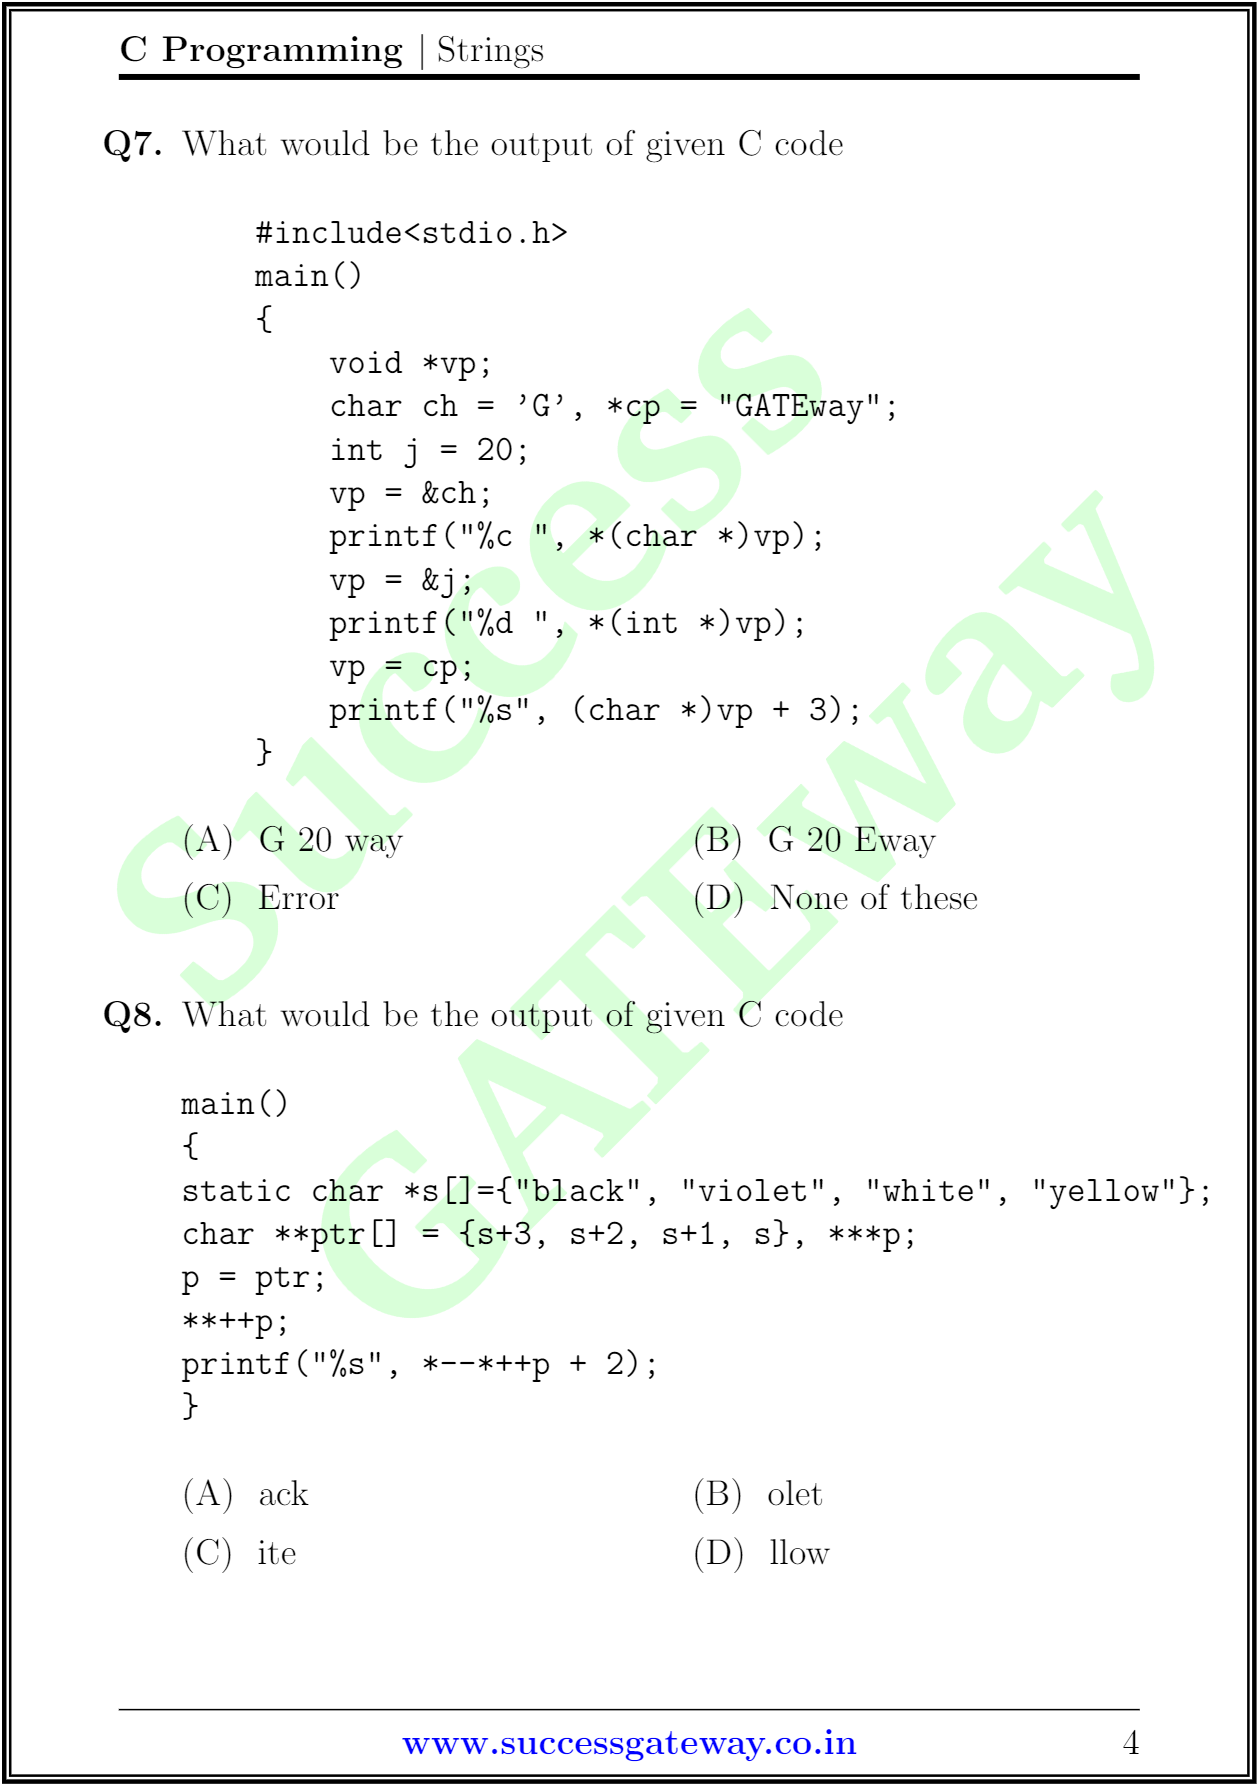 C Programming | Strings
Q7. What would be the output of given C code
#include<stdio.h>
main()
{
    void *vp;
    char ch = ’G’, *cp = "GATEway";
    int j = 20;
    vp = &ch;
    printf("%c ", *(char *)vp);
    vp = &j;
    printf("%d ", *(int *)vp);
    vp = cp;
    printf("%s", (char *)vp + 3);
}
(A) G 20 way (B) G 20 Eway
(C) Error (D) None of these
Q8. What would be the output of given C code
main()
{
static char *s[]={"black", "violet", "white", "yellow"};
char **ptr[] = {s+3, s+2, s+1, s}, ***p;
p = ptr;
**++p;
printf("%s", *--*++p + 2);
}
(A) ack (B) olet
(C) ite (D) llow
www.successgateway.co.in 4
Success
GATEway